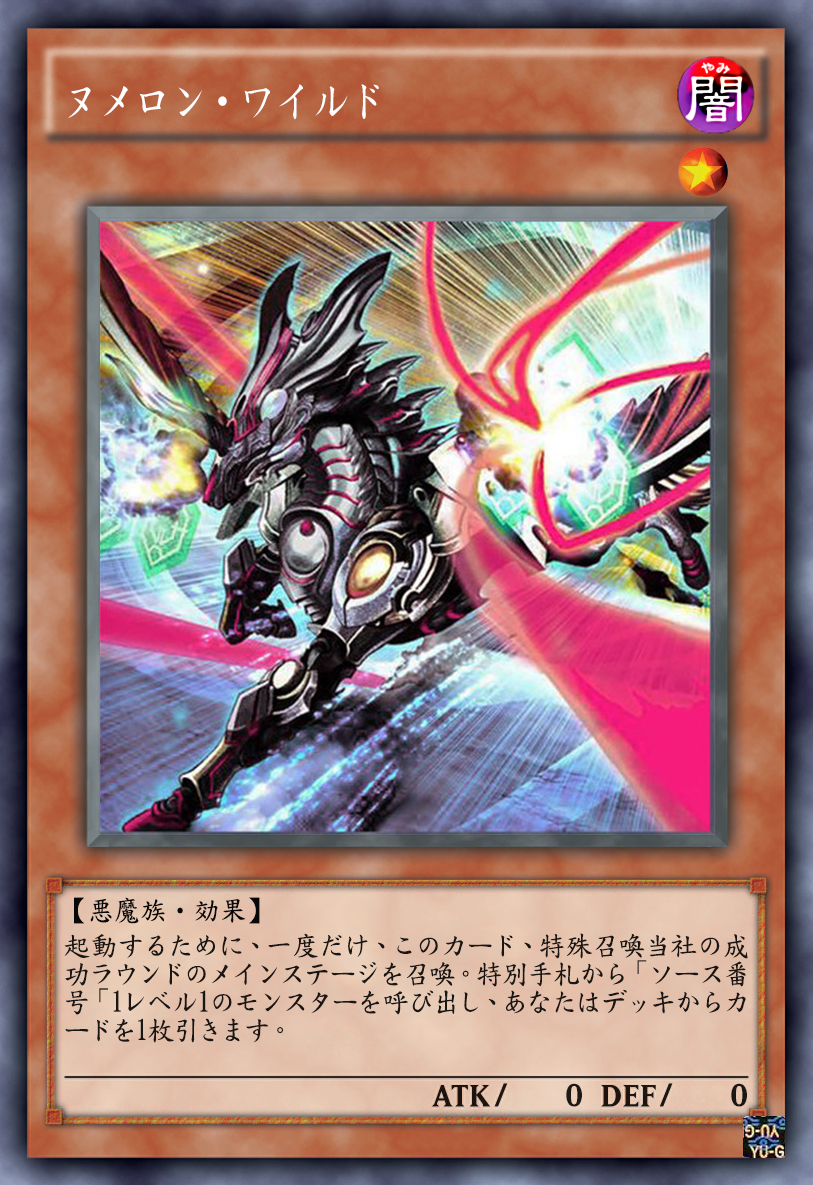 ヌメロン・ワイルド
やみ
闇
【悪魔族・効果】
起動するために、一度だけ、このカード、特殊召喚当社の成
功ラウンドのメインステージを召喚。特別手札から「ソース番
号「1レベル1のモンスターを呼び出し、あなたはデッキからカ
ードを1枚引きます。
ATK/ 0 DEF/ 0
YU-G
YU-G